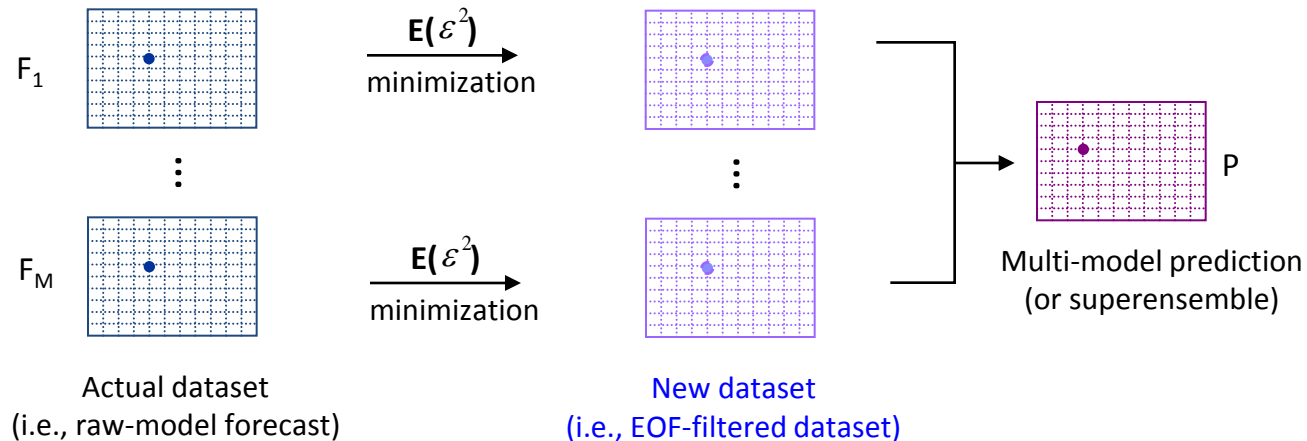 F₁
E(ε²)
minimization
P
F_M
E(ε²)
minimization
Multi-model prediction
(or superensemble)
Actual dataset
(i.e., raw-model forecast)
New dataset
(i.e., EOF-filtered dataset)